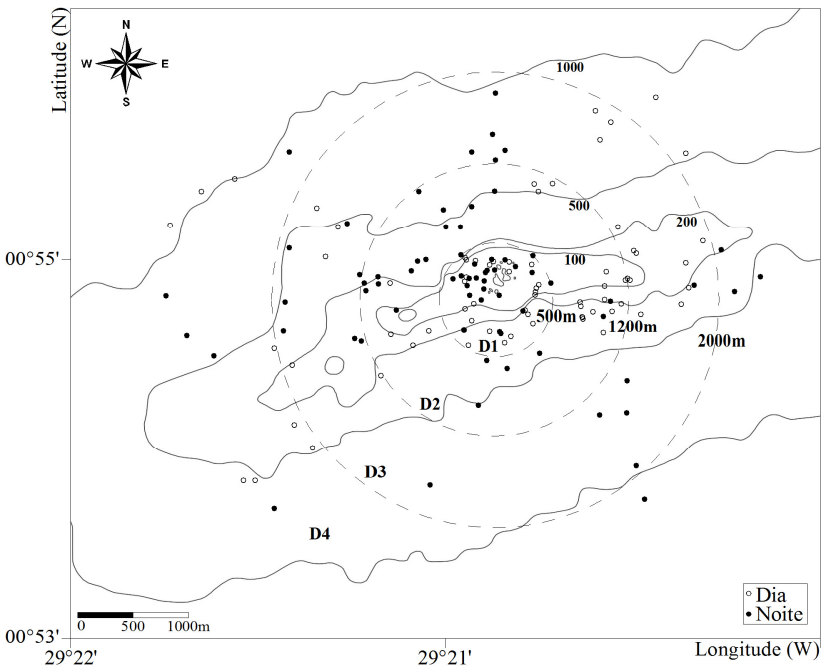 Latitude (N)
N
W E
S
1000
500
200
100
00°55'
500m
1200m
2000m
D1
D2
D3
D4
Dia
Noite
0 500 1000m
00°53'
29°22' 29°21' Longitude (W)